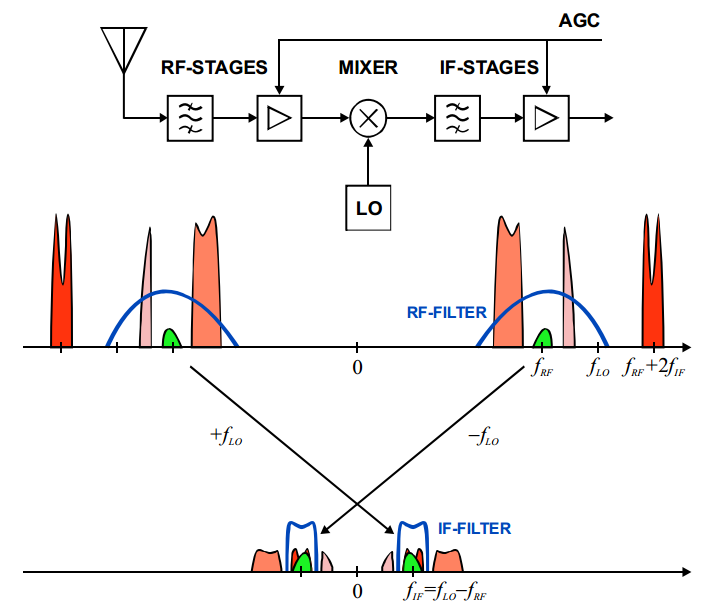 AGC
RF-STAGES MIXER IF-STAGES
LO
RF-FILTER
0 f_RF f_LO f_RF+2f_IF
+f_LO –f_LO
IF-FILTER
0 f_IF=f_LO–f_RF